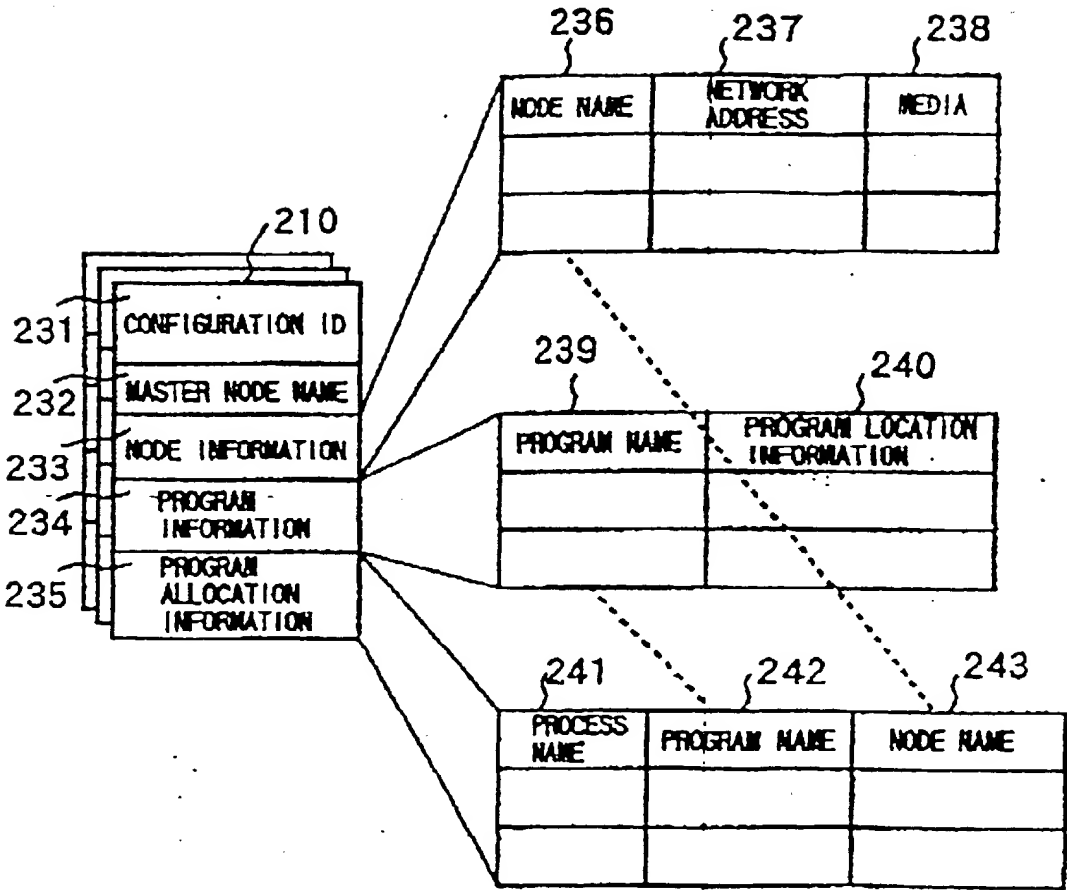 236
237
238
NODE NAME
NETWORK
ADDRESS
MEDIA
210
231
CONFIGURATION ID
232
MASTER NODE NAME
233
NODE INFORMATION
234
PROGRAM
INFORMATION
235
PROGRAM
ALLOCATION
INFORMATION
239
240
PROGRAM NAME
PROGRAM LOCATION
INFORMATION
241
242
243
PROCESS
NAME
PROGRAM NAME
NODE NAME